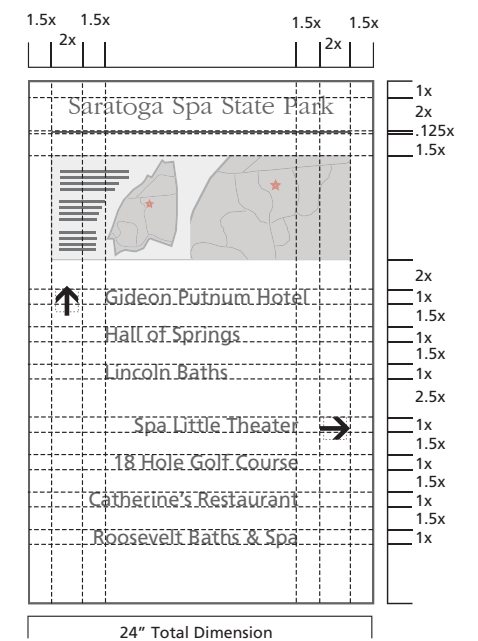 1.5x 1.5x 1.5x 1.5x
2x 2x
1x
Saratoga Spa State Park
2x
.125x
1.5x
2x
Gideon Putnum Hotel 1x
1.5x
Hall of Springs 1x
1.5x
Lincoln Baths 1x
2.5x
Spa Little Theater 1x
1.5x
18 Hole Golf Course 1x
1.5x
Catherine’s Restaurant 1x
1.5x
Roosevelt Baths & Spa 1x
24” Total Dimension